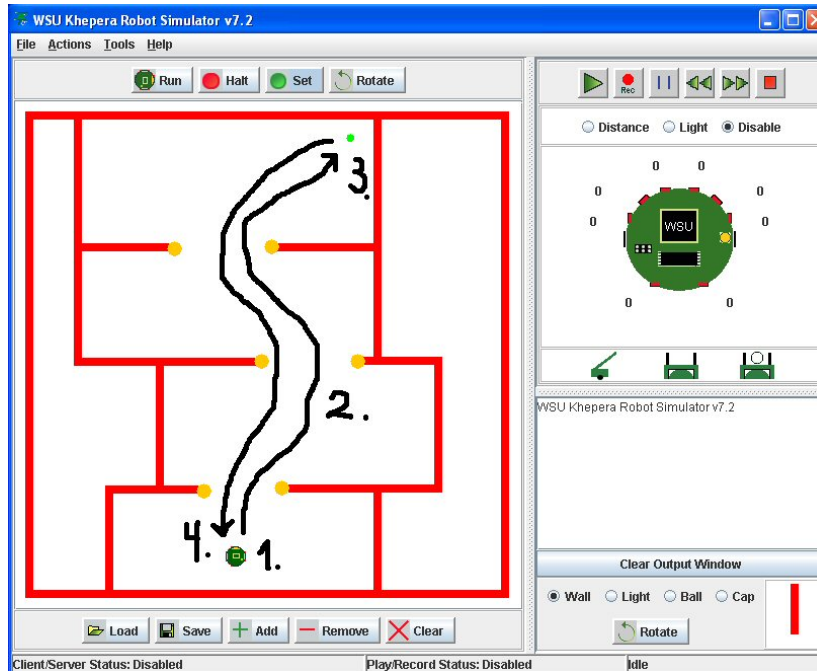 WSU Khepera Robot Simulator v7.2
File Actions Tools Help
Run Halt Set Rotate
Rec
Distance Light Disable
0 0
0 0
0 0
WSU
0 0
3.
2.
4. 1.
WSU Khepera Robot Simulator v7.2
Clear Output Window
Wall Light Ball Cap
Rotate
Load Save Add Remove Clear
Client/Server Status: Disabled Play/Record Status: Disabled Idle